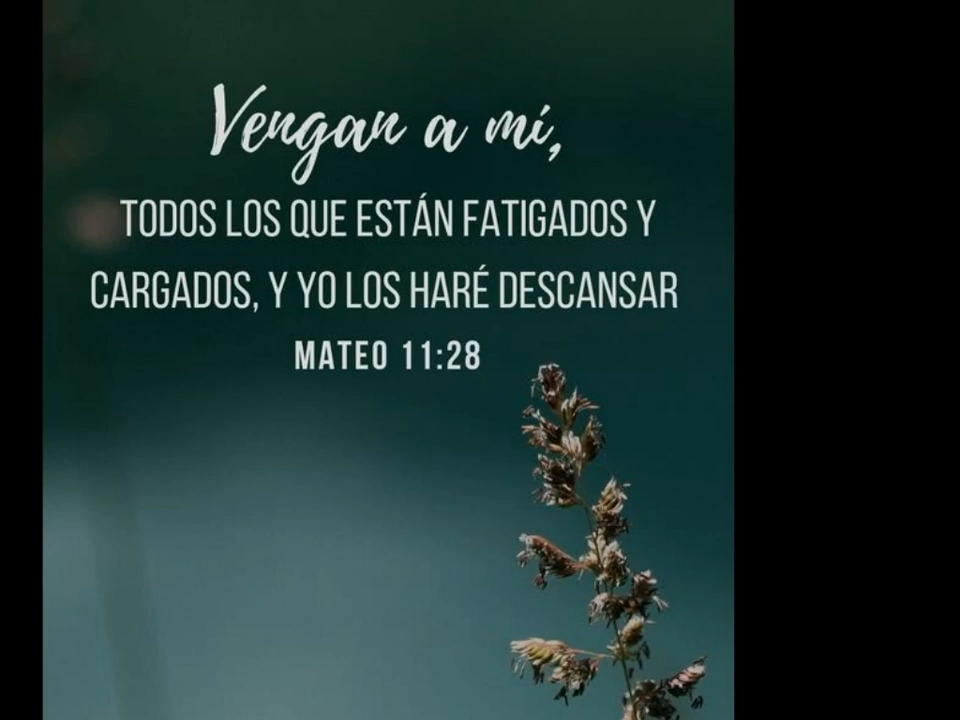 Vengan a mí,
TODOS LOS QUE ESTÁN FATIGADOS Y
CARGADOS, Y YO LOS HARÉ DESCANSAR
MATEO 11:28